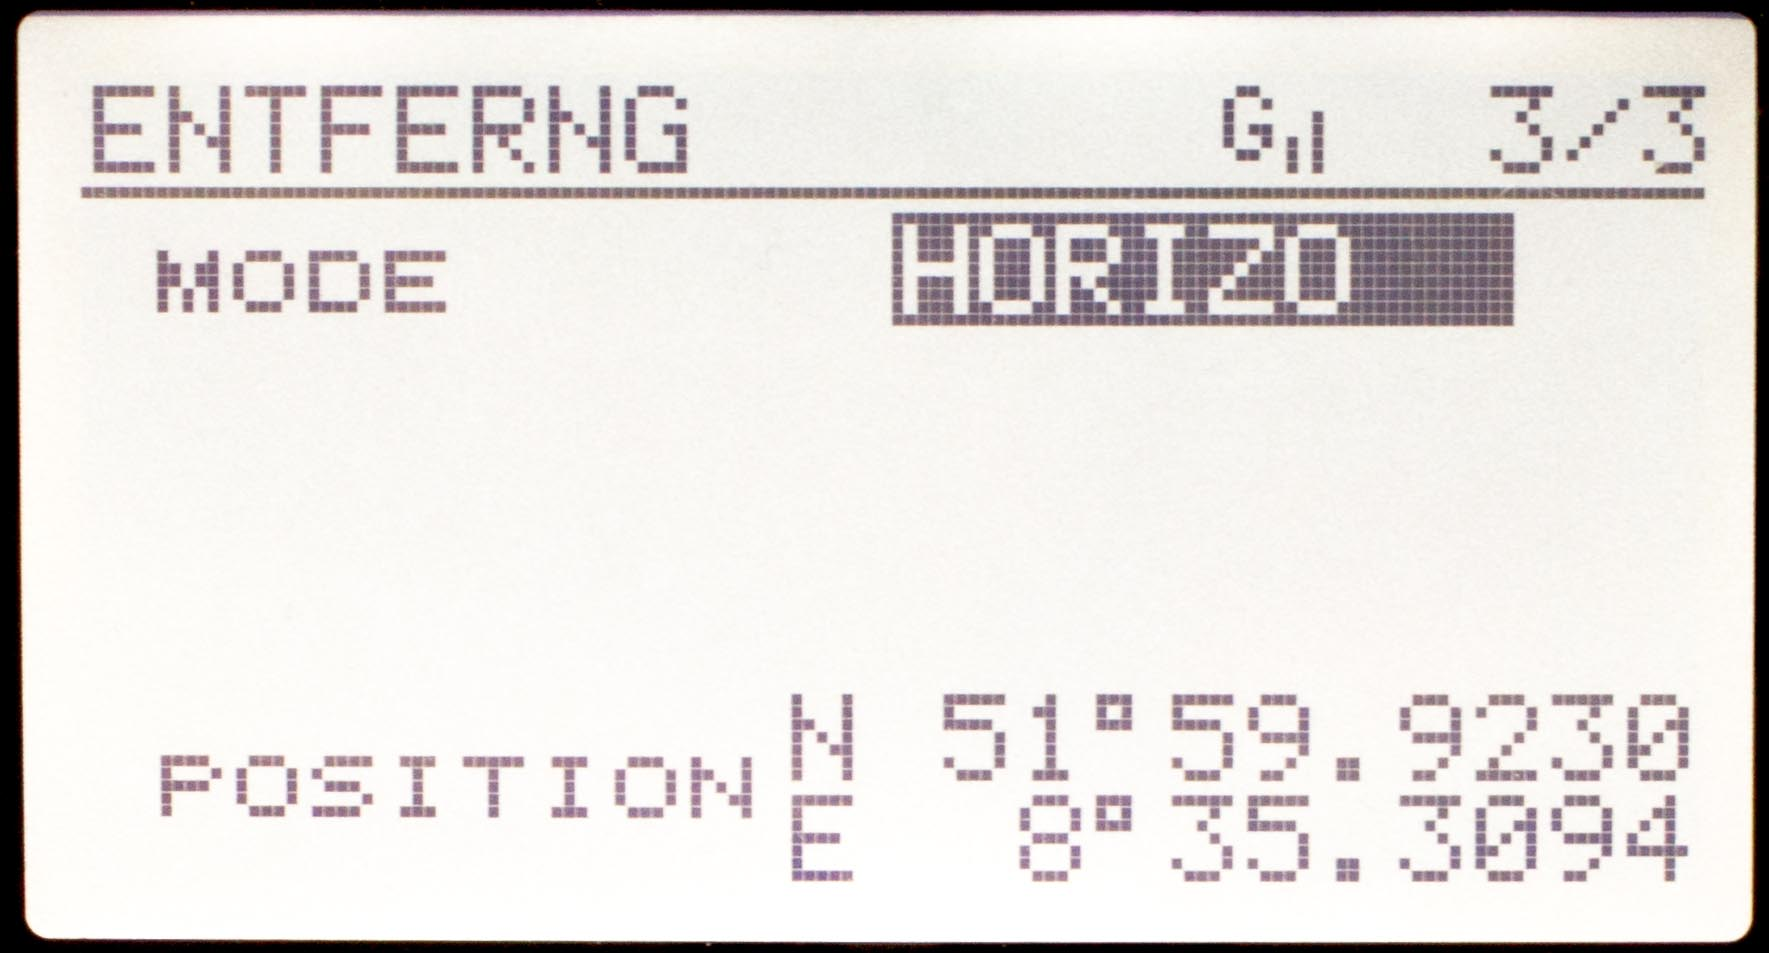 ENTFERNG G 3/3
MODE HORIZO
POSITION N 51°59.9230
E 8°35.3094